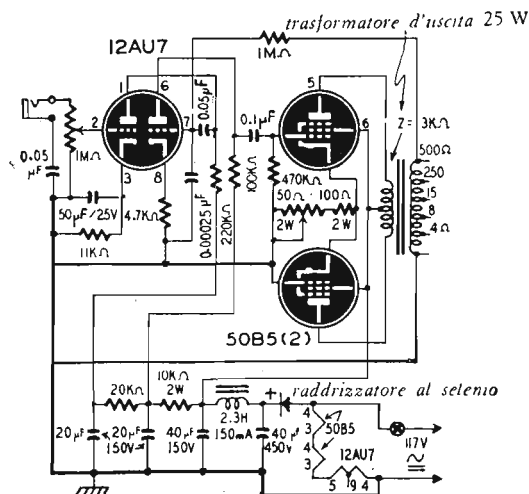 trasformatore d'uscita 25 W
12AU7
1MΩ
1
6
0.05μF
5
2
7
0.1μF
6
Z = 3KΩ
500Ω
250
15
8
4Ω
1MΩ
3
8
0.05
μF
0.00025μF
220KΩ
100KΩ
470KΩ
50Ω
100Ω
2W
2W
50μF/25V
4.7KΩ
11KΩ
50B5(2)
20KΩ
10KΩ
2W
2.3H
150mA
+
raddrizzatore al selenio
20μF
20μF
150V
40μF
150V
40μF
450V
4
3
50B5
4
3
12AU7
5
9
4
117V